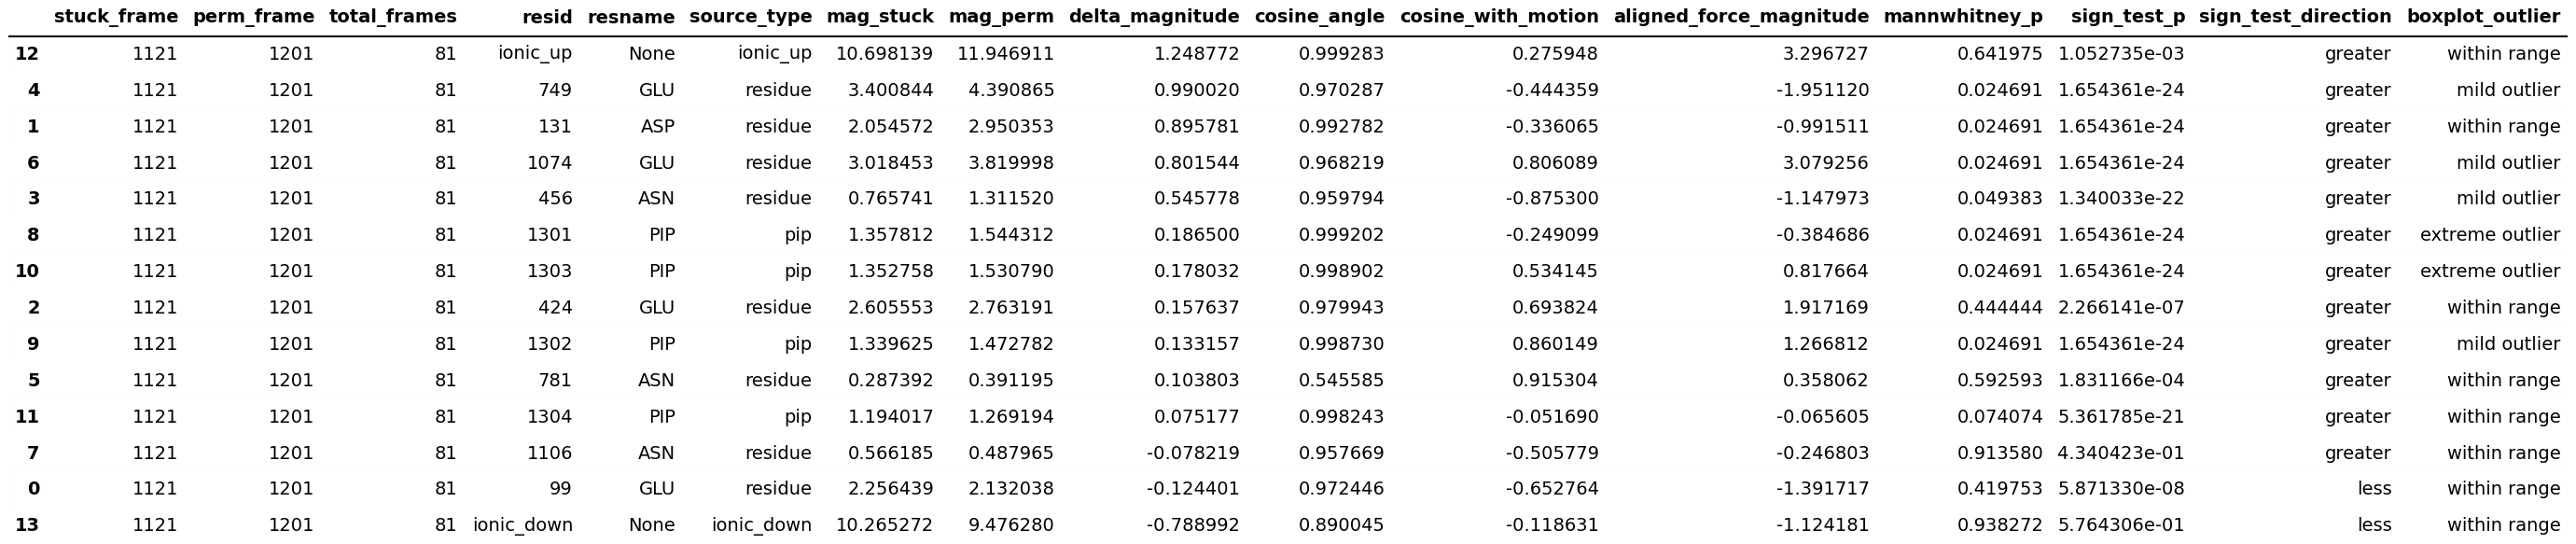 stuck_frame perm_frame total_frames resid resname source_type mag_stuck mag_perm delta_magnitude cosine_angle cosine_with_motion aligned_force_magnitude mannwhitney_p sign_test_p sign_test_direction boxplot_outlier
12 1121 1201 81 ionic_up None ionic_up 10.698139 11.946911 1.248772 0.999283 0.275948 3.296727 0.641975 1.052735e-03 greater within range
4 1121 1201 81 749 GLU residue 3.400844 4.390865 0.990020 0.970287 -0.444359 -1.951120 0.024691 1.654361e-24 greater mild outlier
1 1121 1201 81 131 ASP residue 2.054572 2.950353 0.895781 0.992782 -0.336065 -0.991511 0.024691 1.654361e-24 greater within range
6 1121 1201 81 1074 GLU residue 3.018453 3.819998 0.801544 0.968219 0.806089 3.079256 0.024691 1.654361e-24 greater mild outlier
3 1121 1201 81 456 ASN residue 0.765741 1.311520 0.545778 0.959794 -0.875300 -1.147973 0.049383 1.340033e-22 greater mild outlier
8 1121 1201 81 1301 PIP pip 1.357812 1.544312 0.186500 0.999202 -0.249099 -0.384686 0.024691 1.654361e-24 greater extreme outlier
10 1121 1201 81 1303 PIP pip 1.352758 1.530790 0.178032 0.998902 0.534145 0.817664 0.024691 1.654361e-24 greater extreme outlier
2 1121 1201 81 424 GLU residue 2.605553 2.763191 0.157637 0.979943 0.693824 1.917169 0.444444 2.266141e-07 greater within range
9 1121 1201 81 1302 PIP pip 1.339625 1.472782 0.133157 0.998730 0.860149 1.266812 0.024691 1.654361e-24 greater mild outlier
5 1121 1201 81 781 ASN residue 0.287392 0.391195 0.103803 0.545585 0.915304 0.358062 0.592593 1.831166e-04 greater within range
11 1121 1201 81 1304 PIP pip 1.194017 1.269194 0.075177 0.998243 -0.051690 -0.065605 0.074074 5.361785e-21 greater within range
7 1121 1201 81 1106 ASN residue 0.566185 0.487965 -0.078219 0.957669 -0.505779 -0.246803 0.913580 4.340423e-01 greater within range
0 1121 1201 81 99 GLU residue 2.256439 2.132038 -0.124401 0.972446 -0.652764 -1.391717 0.419753 5.871330e-08 less within range
13 1121 1201 81 ionic_down None ionic_down 10.265272 9.476280 -0.788992 0.890045 -0.118631 -1.124181 0.938272 5.764306e-01 less within range